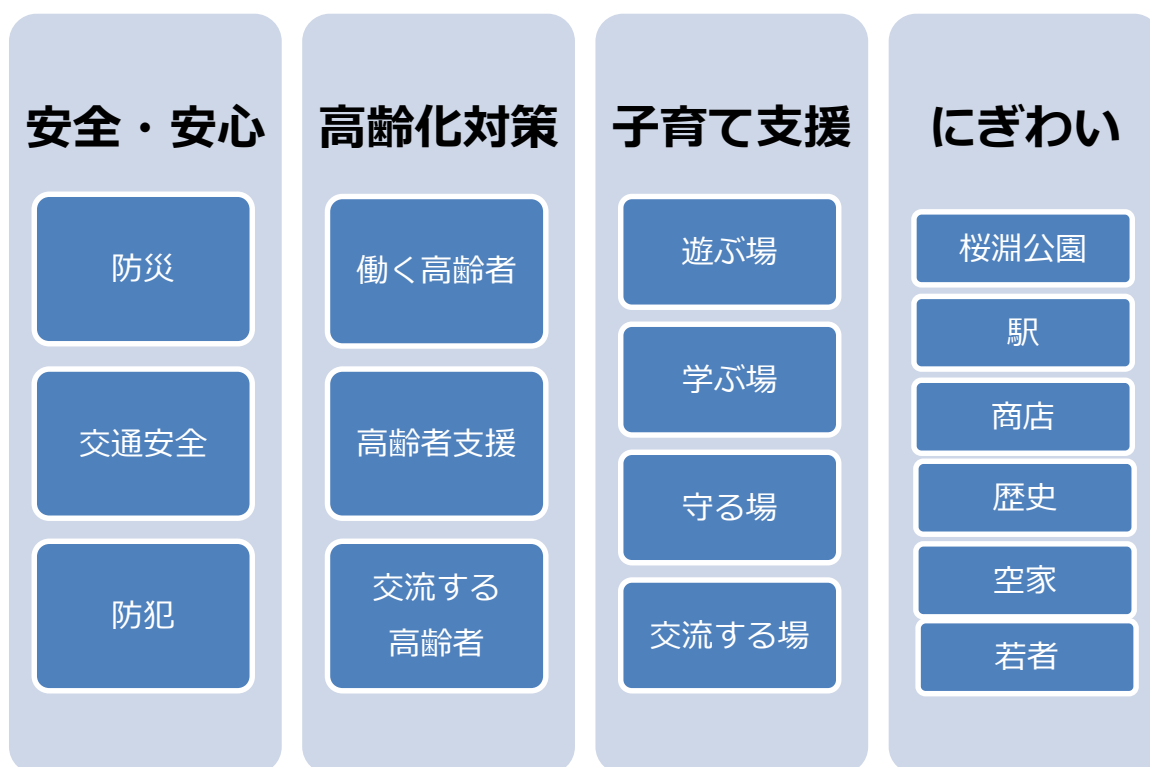 安全・安心
防災
交通安全
防犯
高齢化対策
働く高齢者
高齢者支援
交流する
高齢者
子育て支援
遊ぶ場
学ぶ場
守る場
交流する場
にぎわい
桜淵公園
駅
商店
歴史
空家
若者